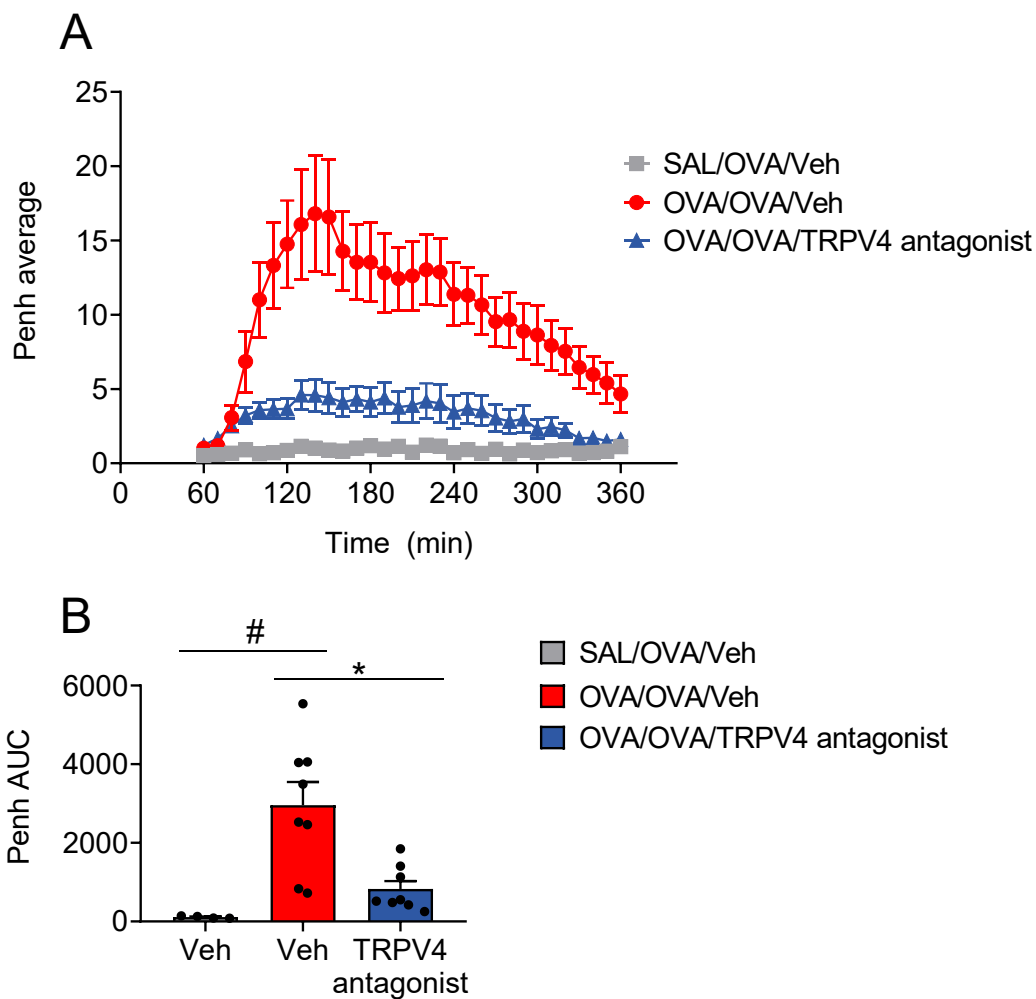 A
25
20
15
10
5
0
Penh average
0 60 120 180 240 300 360
Time (min)
SAL/OVA/Veh
OVA/OVA/Veh
OVA/OVA/TRPV4 antagonist
B
#
*
6000
4000
2000
0
Penh AUC
Veh Veh TRPV4
antagonist
SAL/OVA/Veh
OVA/OVA/Veh
OVA/OVA/TRPV4 antagonist